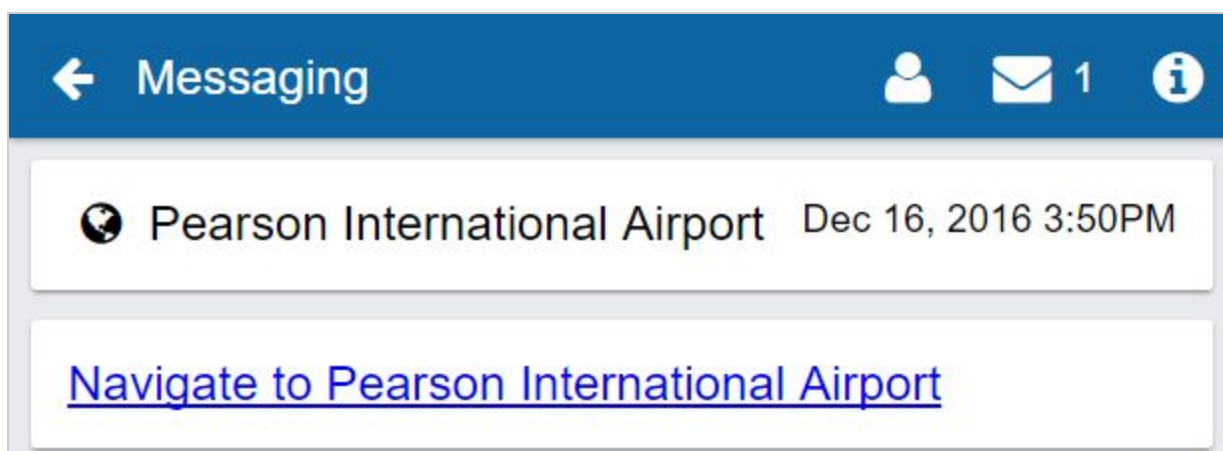 Messaging 1
Pearson International Airport Dec 16, 2016 3:50PM
Navigate to Pearson International Airport